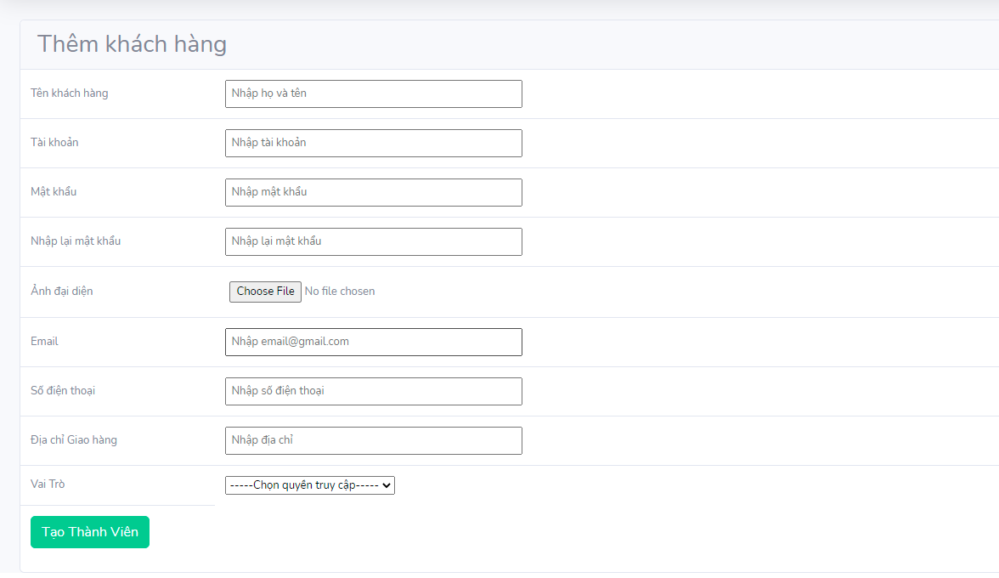 Thêm khách hàng
Tên khách hàng Nhập họ và tên
Tài khoản Nhập tài khoản
Mật khẩu Nhập mật khẩu
Nhập lại mật khẩu Nhập lại mật khẩu
Ảnh đại diện Choose File No file chosen
Email Nhập email@gmail.com
Số điện thoại Nhập số điện thoại
Địa chỉ Giao hàng Nhập địa chỉ
Vai Trò -----Chọn quyền truy cập-----
Tạo Thành Viên